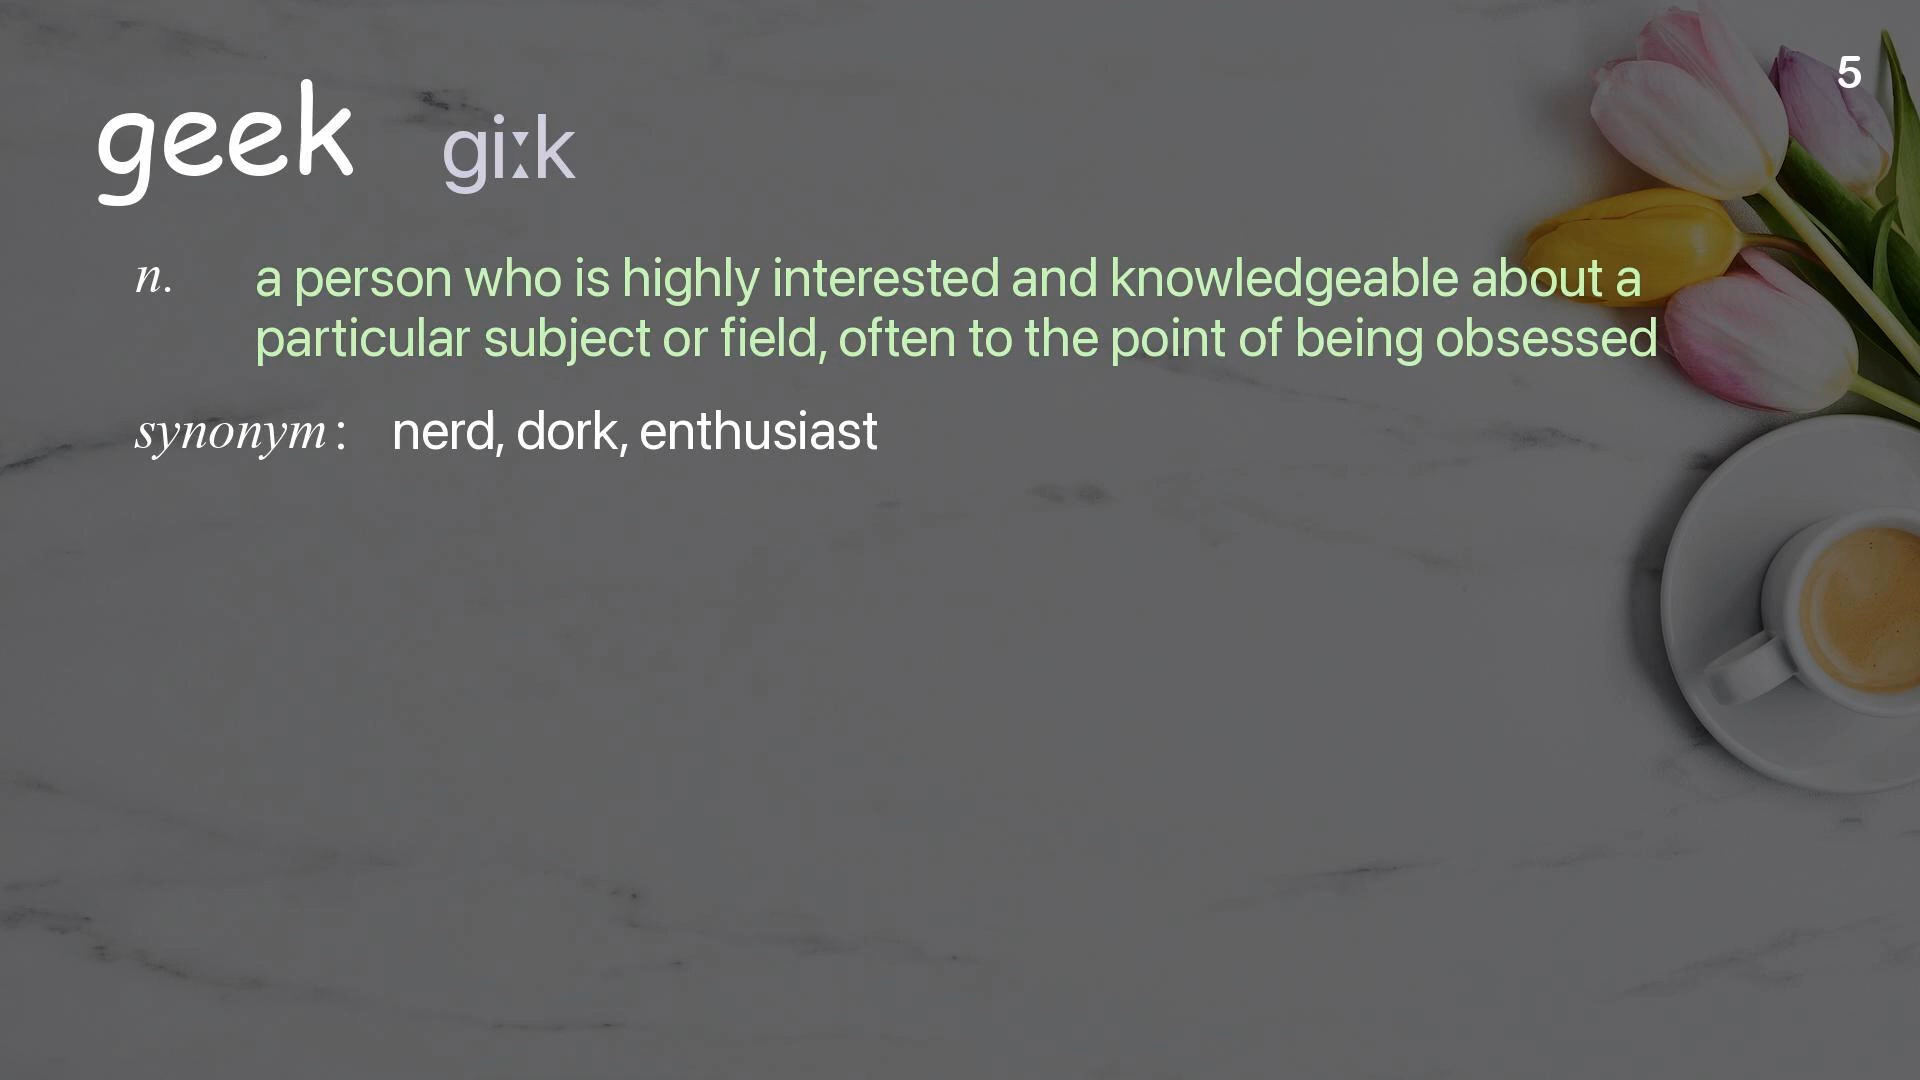 5
geek giːk
n. a person who is highly interested and knowledgeable about a
particular subject or field, often to the point of being obsessed
synonym: nerd, dork, enthusiast